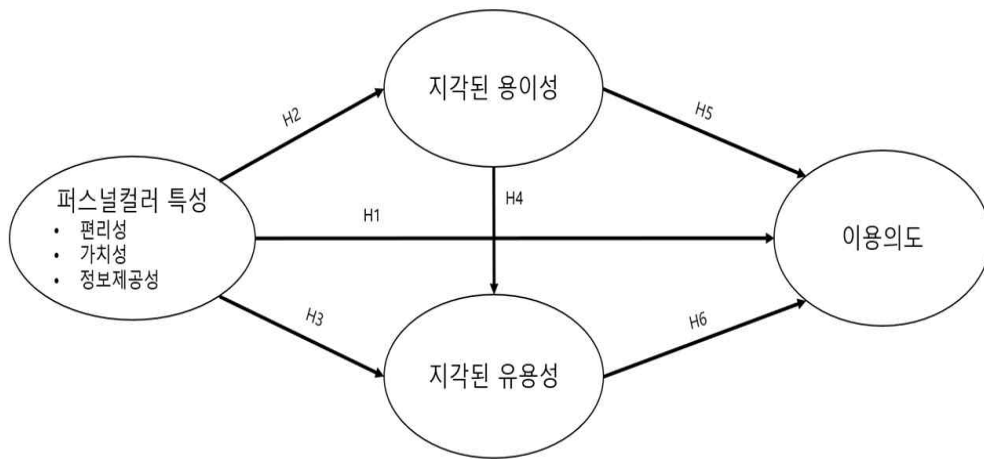 지각된 용이성
H2
H5
퍼스널컬러 특성
• 편리성
• 가치성
• 정보제공성
H1
H4
이용의도
H3
H6
지각된 유용성